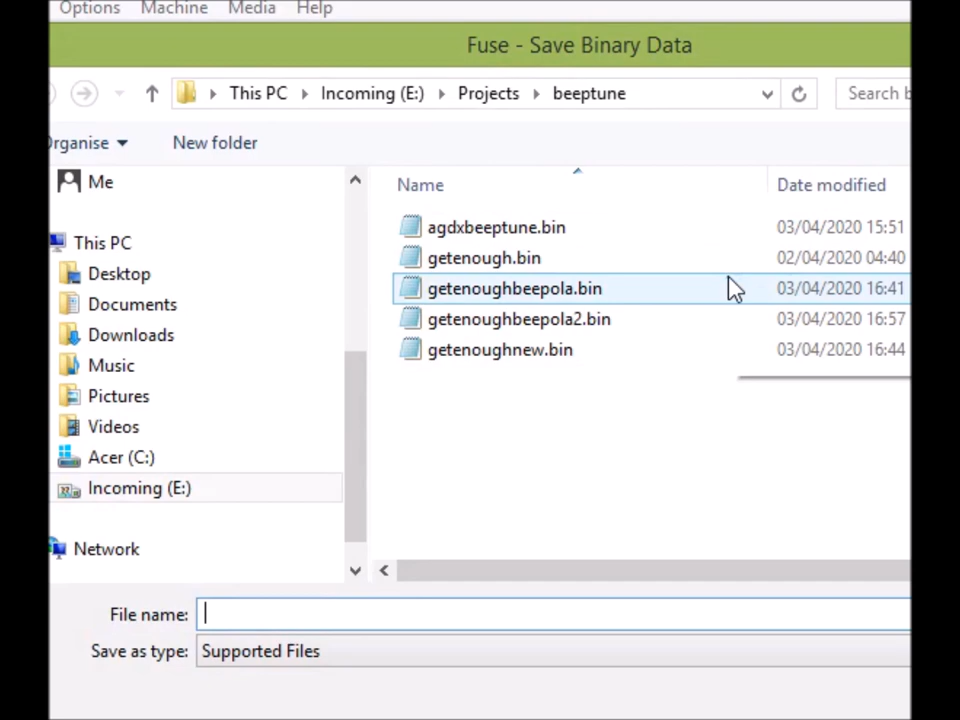 Options Machine Media Help
Fuse - Save Binary Data
This PC Incoming (E:) Projects beeptune Search b
rganise New folder
Me
This PC
Desktop
Documents
Downloads
Music
Pictures
Videos
Acer (C:)
Incoming (E:)
Network
Name Date modified
agdxbeeptune.bin 03/04/2020 15:51
getenough.bin 02/04/2020 04:40
getenoughbeepola.bin 03/04/2020 16:41
getenoughbeepola2.bin 03/04/2020 16:57
getenoughnew.bin 03/04/2020 16:44
File name:
Save as type: Supported Files